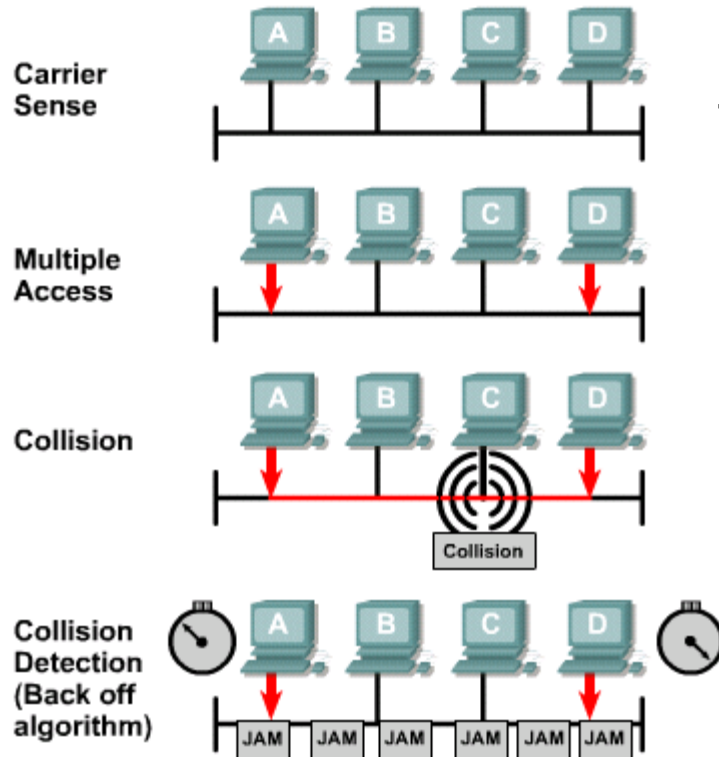 Carrier
Sense
A B C D
Multiple
Access
A B C D
Collision
A B C D
Collision
Collision
Detection
(Back off
algorithm)
A B C D
JAM JAM JAM JAM JAM JAM